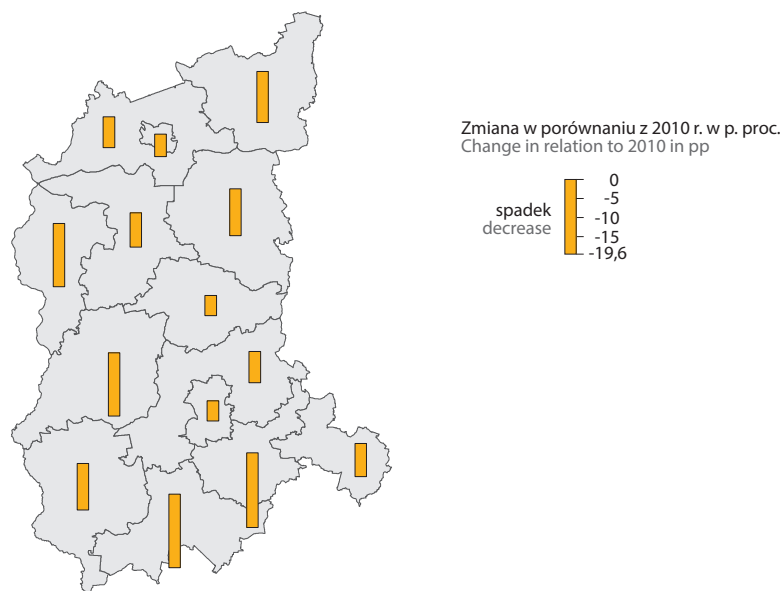 Zmiana w porównaniu z 2010 r. w p. proc.
Change in relation to 2010 in pp
spadek
decrease
0
-5
-10
-15
-19,6